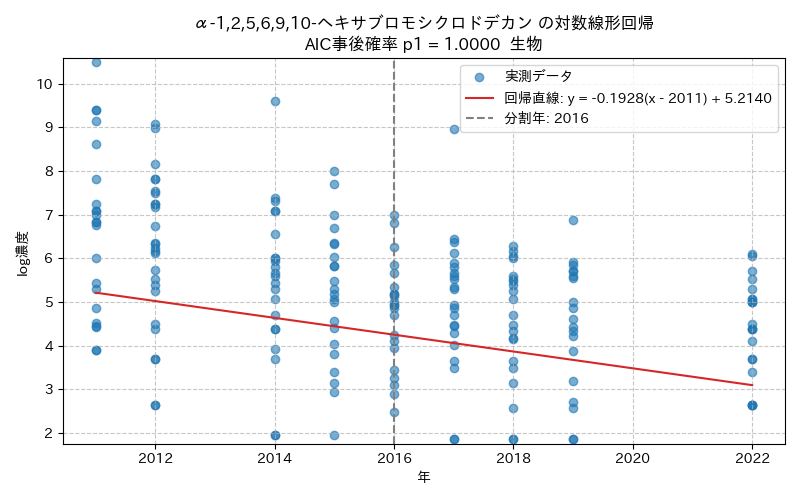 α-1,2,5,6,9,10-ヘキサブロモシクロドデカン の対数線形回帰
AIC事後確率 p1 = 1.0000  生物
実測データ
回帰直線: y = -0.1928(x - 2011) + 5.2140
分割年: 2016
log濃度
10
9
8
7
6
5
4
3
2
2012 2014 2016 2018 2020 2022
年